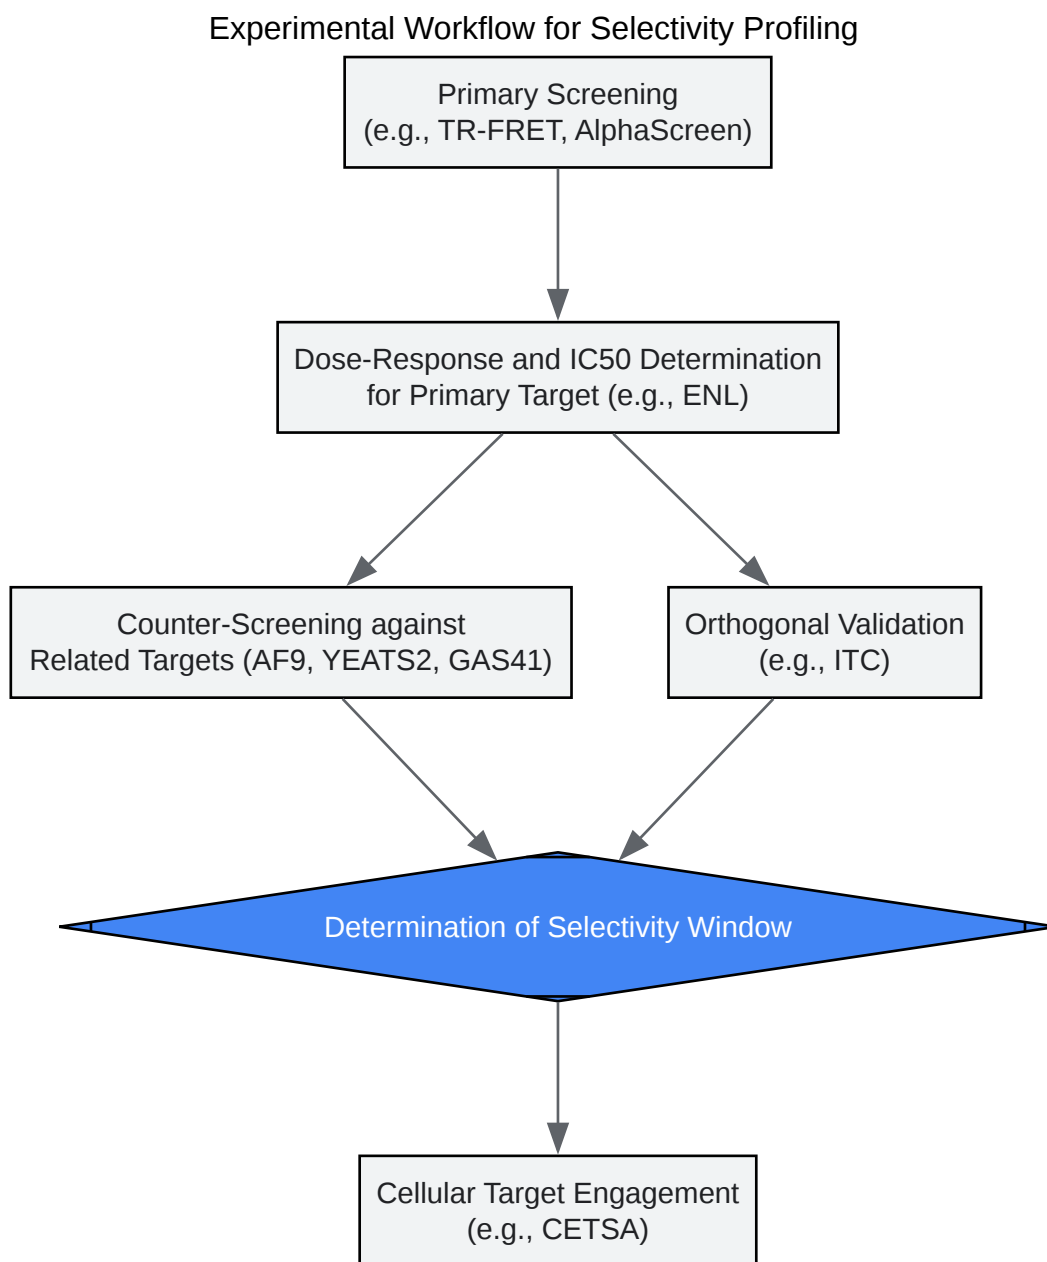 Experimental Workflow for Selectivity Profiling
Primary Screening
(e.g., TR-FRET, AlphaScreen)
Dose-Response and IC50 Determination
for Primary Target (e.g., ENL)
Counter-Screening against
Related Targets (AF9, YEATS2, GAS41)
Orthogonal Validation
(e.g., ITC)
Determination of Selectivity Window
Cellular Target Engagement
(e.g., CETSA)